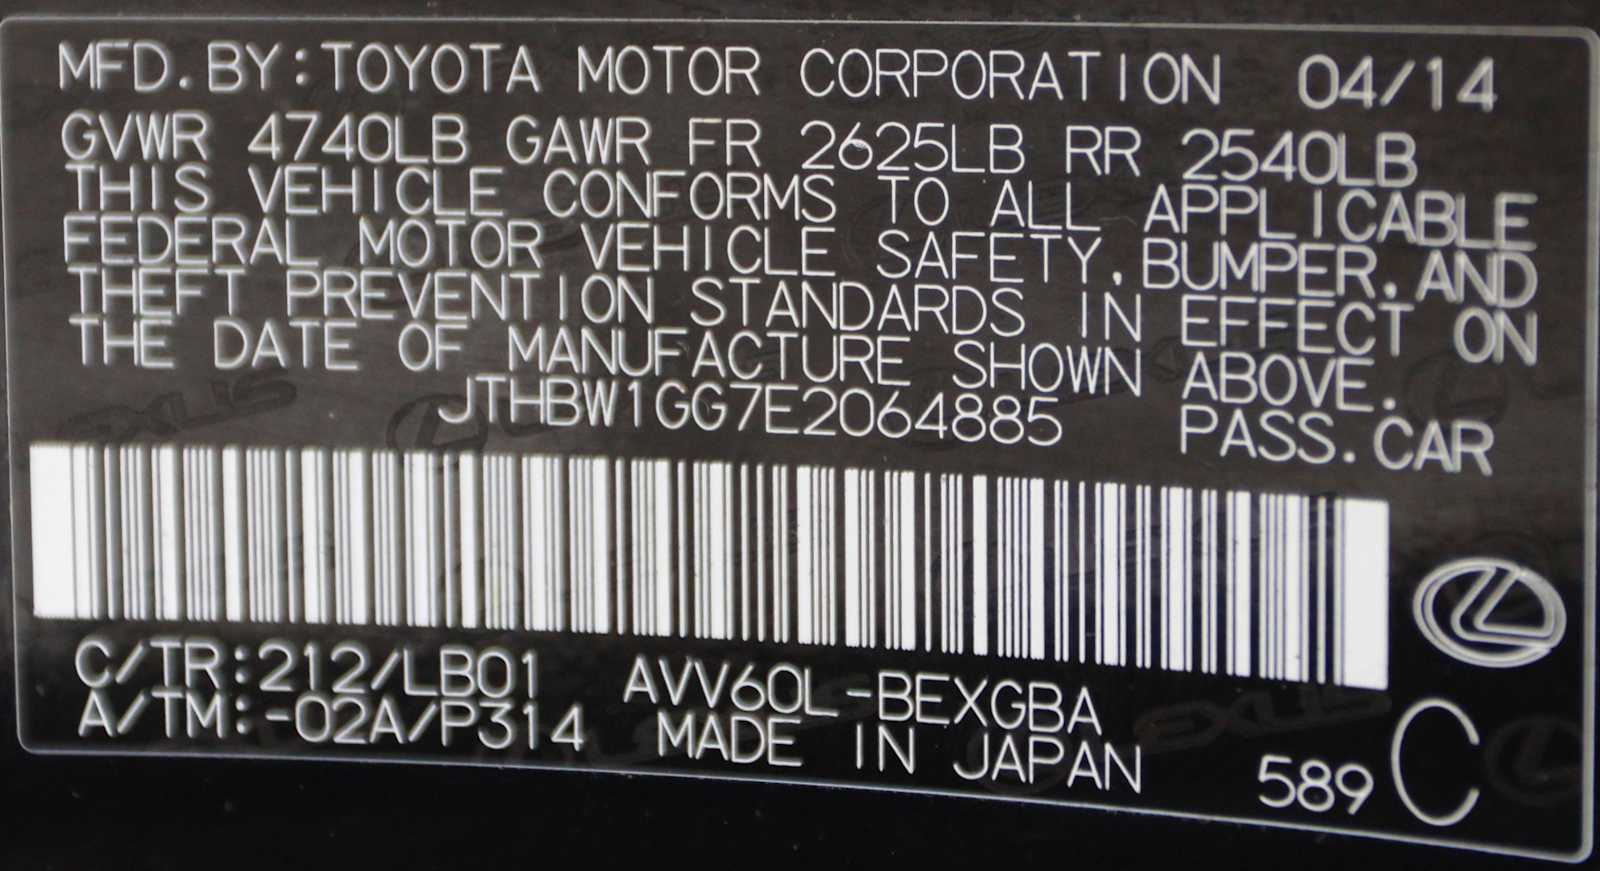 MFD.BY:TOYOTA MOTOR CORPORATION 04/14
GVWR 4740LB GAWR FR 2625LB RR 2540LB
THIS VEHICLE CONFORMS TO ALL APPLICABLE
FEDERAL MOTOR VEHICLE SAFETY,BUMPER,AND
THEFT PREVENTION STANDARDS IN EFFECT ON
THE DATE OF MANUFACTURE SHOWN ABOVE.
JTHBW1GG7E2064885 PASS.CAR
C/TR:212/LB01 AVV60L-BEXGBA
A/TM:-02A/P314 MADE IN JAPAN 589 C